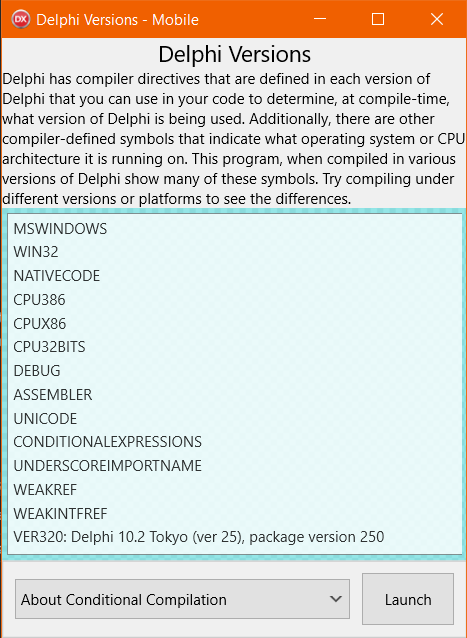 DX Delphi Versions - Mobile
Delphi Versions
Delphi has compiler directives that are defined in each version of
Delphi that you can use in your code to determine, at compile-time,
what version of Delphi is being used. Additionally, there are other
compiler-defined symbols that indicate what operating system or CPU
architecture it is running on. This program, when compiled in various
versions of Delphi show many of these symbols. Try compiling under
different versions or platforms to see the differences.
MSWINDOWS
WIN32
NATIVECODE
CPU386
CPUX86
CPU32BITS
DEBUG
ASSEMBLER
UNICODE
CONDITIONALEXPRESSIONS
UNDERSCOREIMPORTNAME
WEAKREF
WEAKINTFREF
VER320: Delphi 10.2 Tokyo (ver 25), package version 250
About Conditional Compilation
Launch